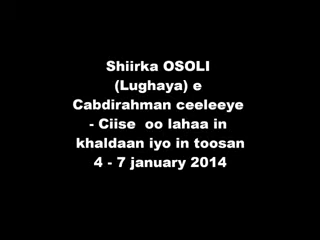 Shiirka OSOLI
(Lughaya) e
Cabdirahman ceeleeye
- Ciise oo lahaa in
khaldaan iyo in toosan
4 - 7 january 2014